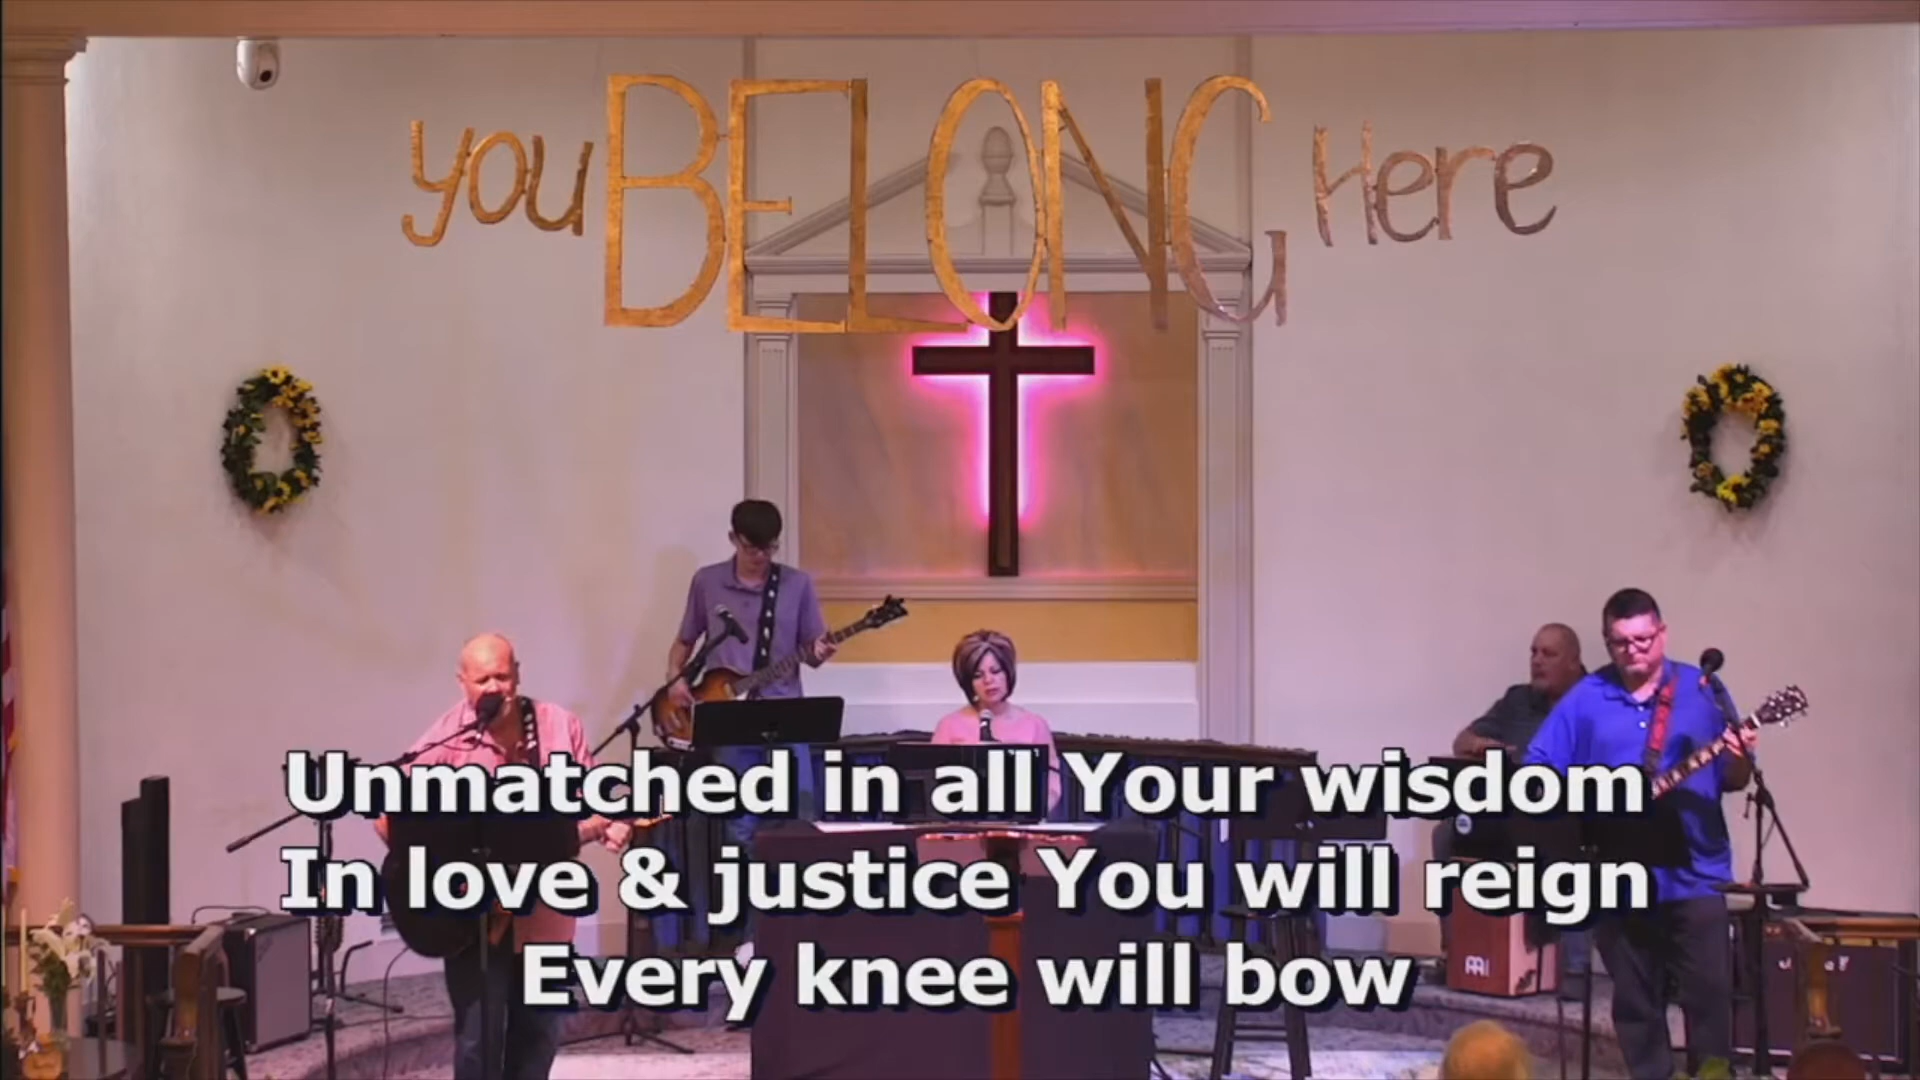 you BELONG Here
Unmatched in all Your wisdom
In love & justice You will reign
Every knee will bow